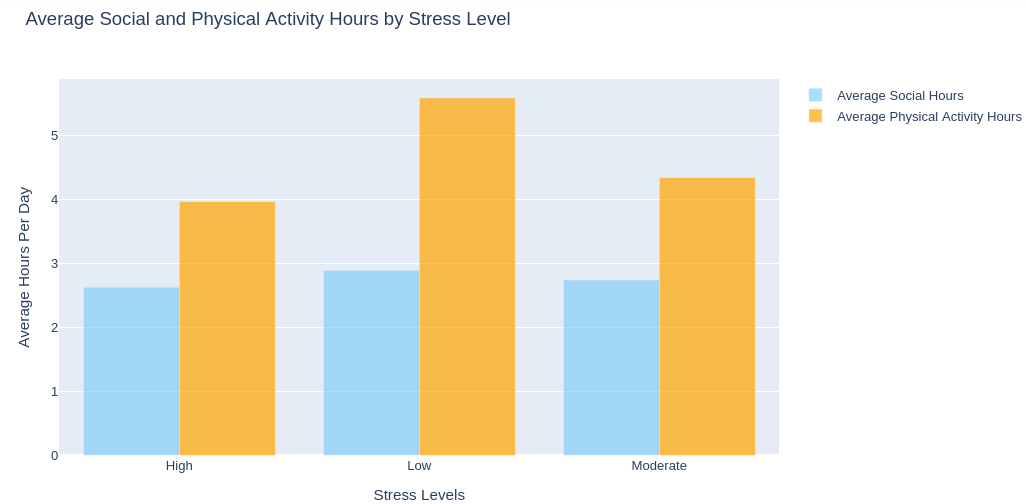 Average Social and Physical Activity Hours by Stress Level
Average Social Hours
Average Physical Activity Hours
Average Hours Per Day
5
4
3
2
1
0
High Low Moderate
Stress Levels